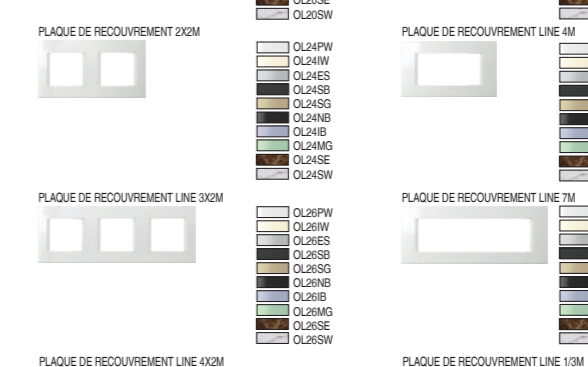 OL20SE
OL20SW
PLAQUE DE RECOUVREMENT 2X2M
OL24PW
OL24IW
OL24ES
OL24SB
OL24SG
OL24NB
OL24IB
OL24MG
OL24SE
OL24SW
PLAQUE DE RECOUVREMENT LINE 4M
PLAQUE DE RECOUVREMENT LINE 3X2M
OL26PW
OL26IW
OL26ES
OL26SB
OL26SG
OL26NB
OL26IB
OL26MG
OL26SE
OL26SW
PLAQUE DE RECOUVREMENT LINE 7M
PLAQUE DE RECOUVREMENT LINE 4X2M
PLAQUE DE RECOUVREMENT LINE 1/3M